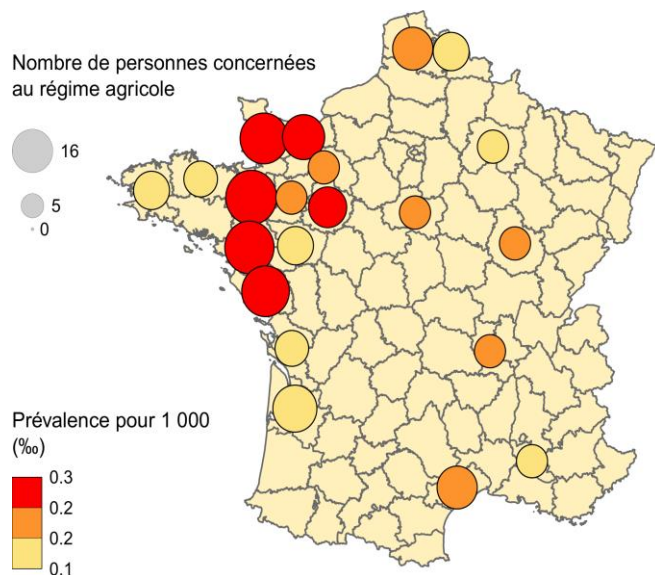 Nombre de personnes concernées
au régime agricole
16
5
0
Prévalence pour 1 000
(‰)
0.3
0.2
0.2
0.1